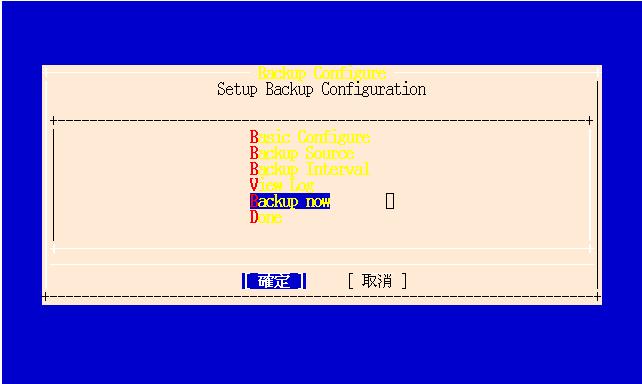 Backup Configure
Setup Backup Configuration
Basic Configure
Backup Source
Backup Interval
View Log
Backup now
Done
確定 [ 取消 ]